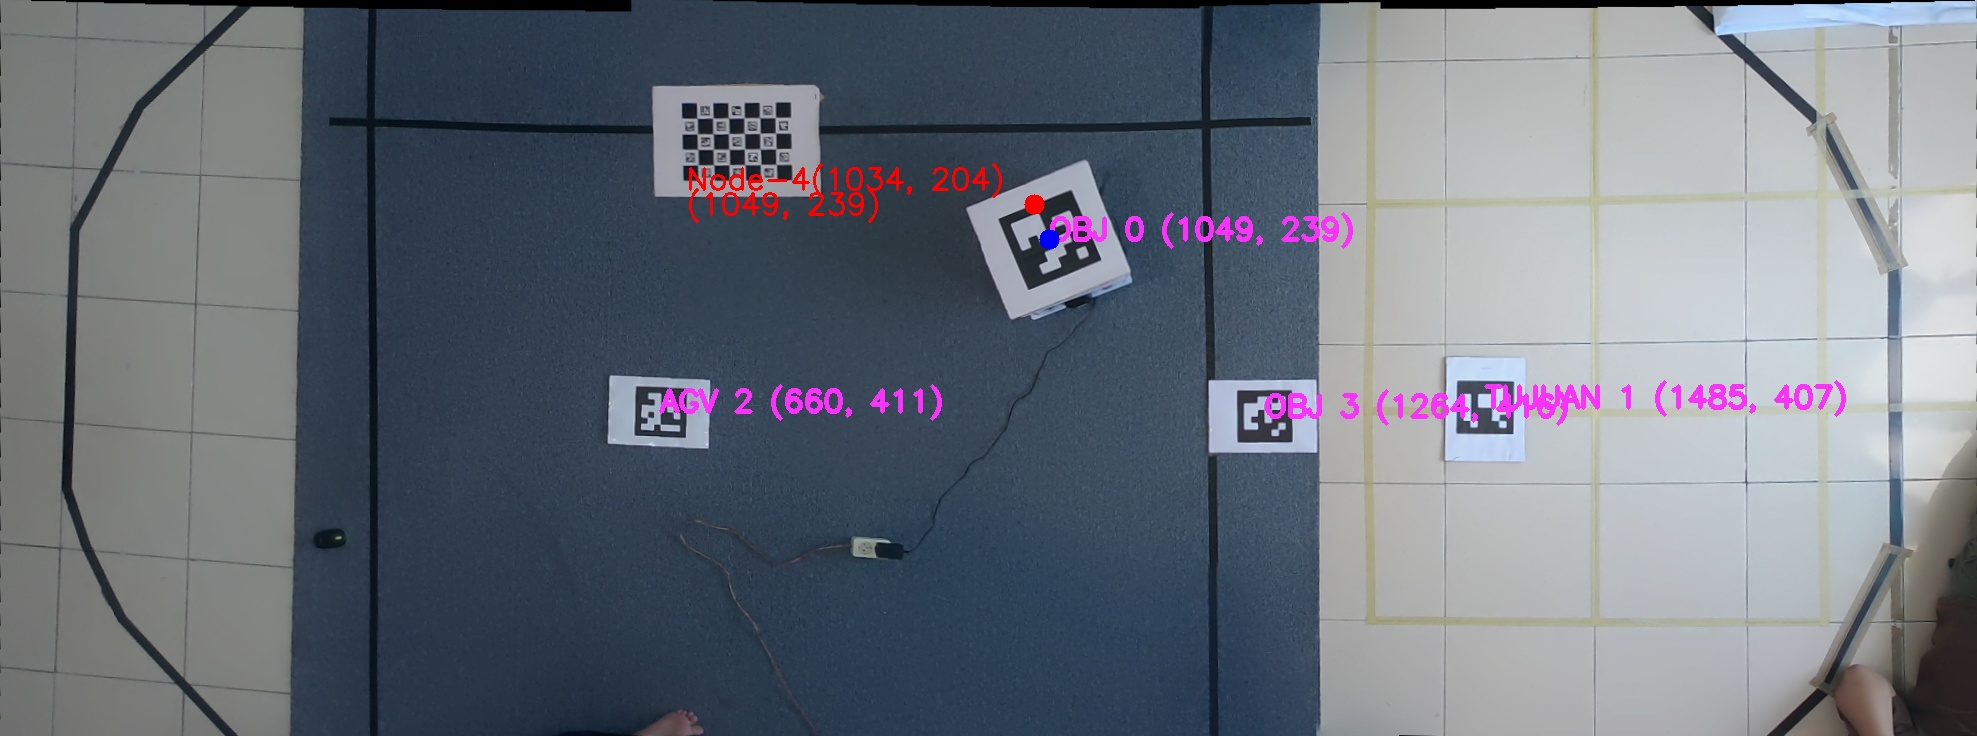 Node-4(1034, 204)
(1049, 239)
OBJ 0 (1049, 239)
AGV 2 (660, 411)
OBJ 3 (1264, 416)
TUJUAN 1 (1485, 407)